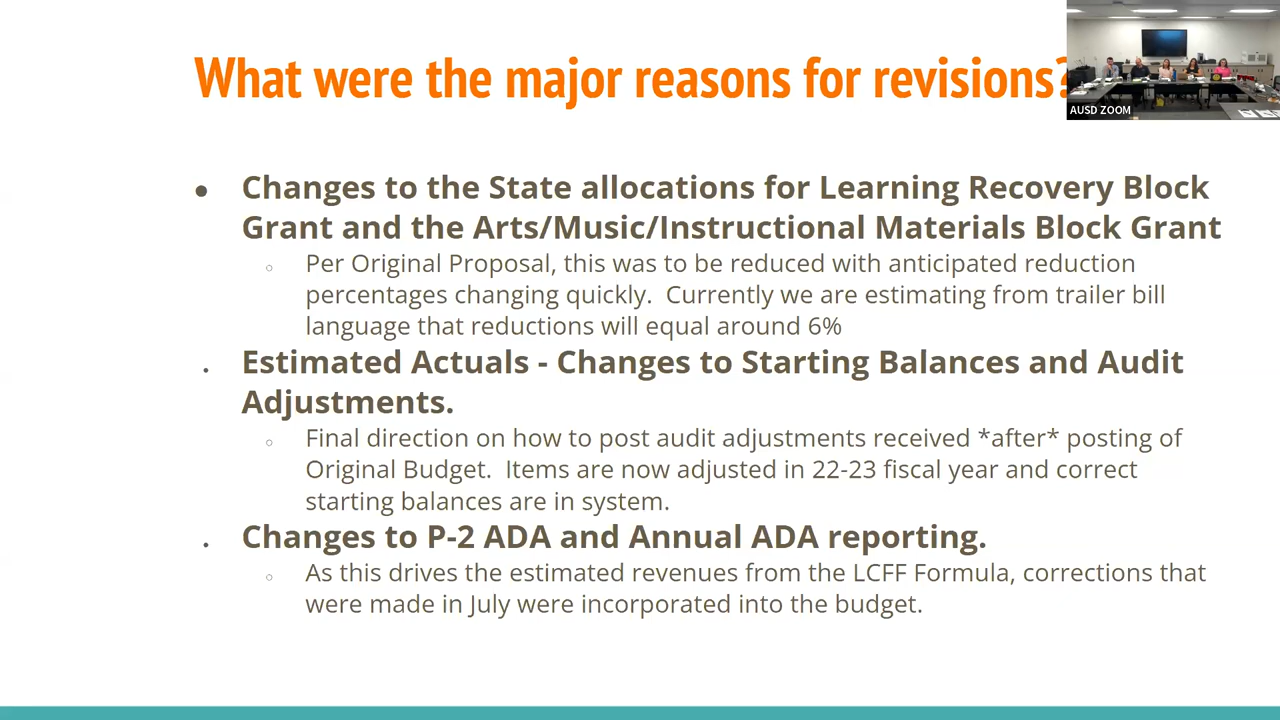 What were the major reasons for revisions?
AUSD ZOOM
● Changes to the State allocations for Learning Recovery Block
Grant and the Arts/Music/Instructional Materials Block Grant
○ Per Original Proposal, this was to be reduced with anticipated reduction
percentages changing quickly.  Currently we are estimating from trailer bill
language that reductions will equal around 6%
. Estimated Actuals - Changes to Starting Balances and Audit
Adjustments.
○ Final direction on how to post audit adjustments received *after* posting of
Original Budget.  Items are now adjusted in 22-23 fiscal year and correct
starting balances are in system.
. Changes to P-2 ADA and Annual ADA reporting.
○ As this drives the estimated revenues from the LCFF Formula, corrections that
were made in July were incorporated into the budget.